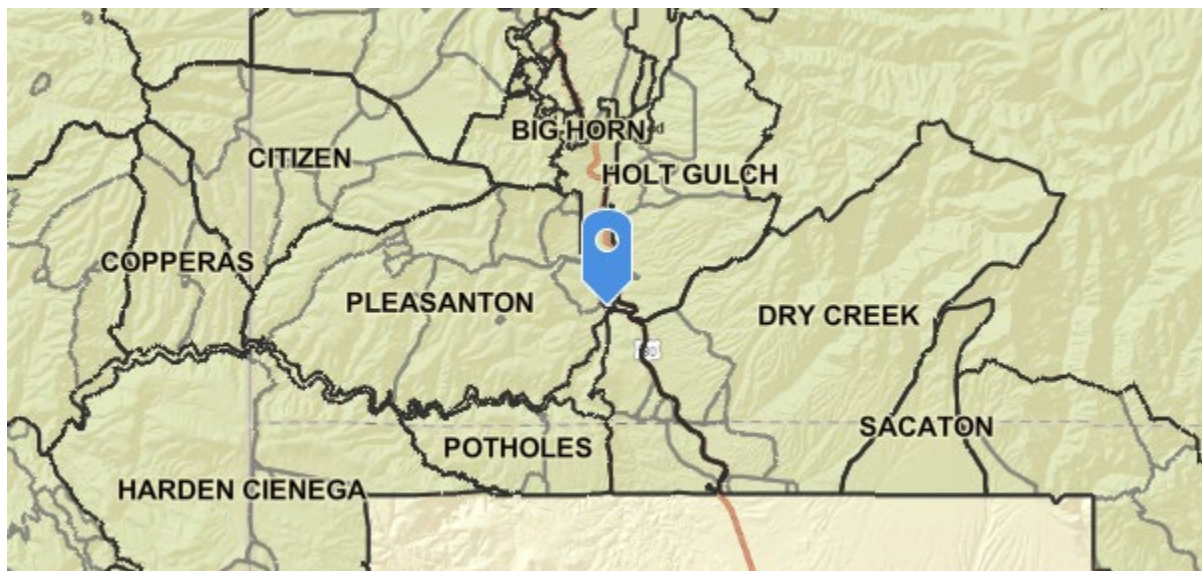 BIG HORN
CITIZEN
HOLT GULCH
COPPERAS
PLEASANTON
DRY CREEK
SACATON
POTHOLES
HARDEN CIENEGA